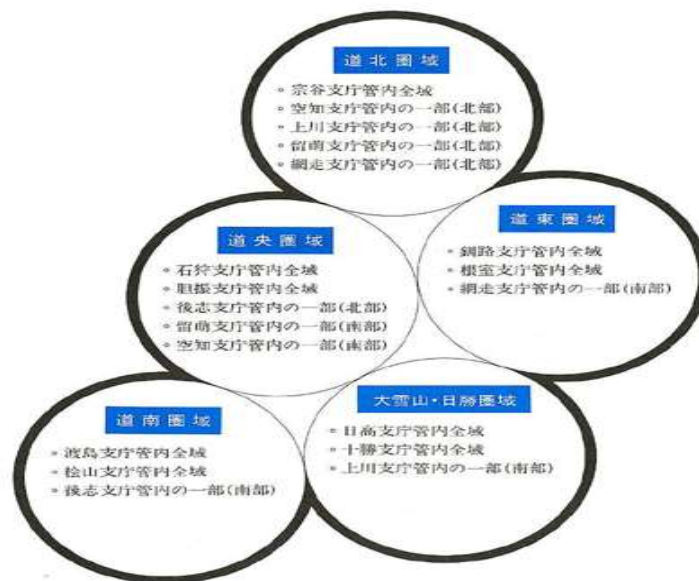 道北圏域
◦ 宗谷支庁管内全域
◦ 空知支庁管内の一部(北部)
◦ 上川支庁管内の一部(北部)
◦ 留萌支庁管内の一部(北部)
◦ 網走支庁管内の一部(北部)
道央圏域
◦ 石狩支庁管内全域
◦ 胆振支庁管内全域
◦ 後志支庁管内の一部(北部)
◦ 留萌支庁管内の一部(南部)
◦ 空知支庁管内の一部(南部)
道東圏域
◦ 釧路支庁管内全域
◦ 根室支庁管内全域
◦ 網走支庁管内の一部(南部)
道南圏域
◦ 渡島支庁管内全域
◦ 桧山支庁管内全域
◦ 後志支庁管内の一部(南部)
大雪山・日勝圏域
◦ 日高支庁管内全域
◦ 十勝支庁管内全域
◦ 上川支庁管内の一部(南部)